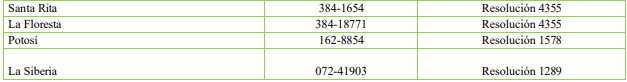 Santa Rita 384-1654 Resolución 4355
La Floresta 384-18771 Resolución 4355
Potosí 162-8854 Resolución 1578
La Siberia 072-41903 Resolución 1289